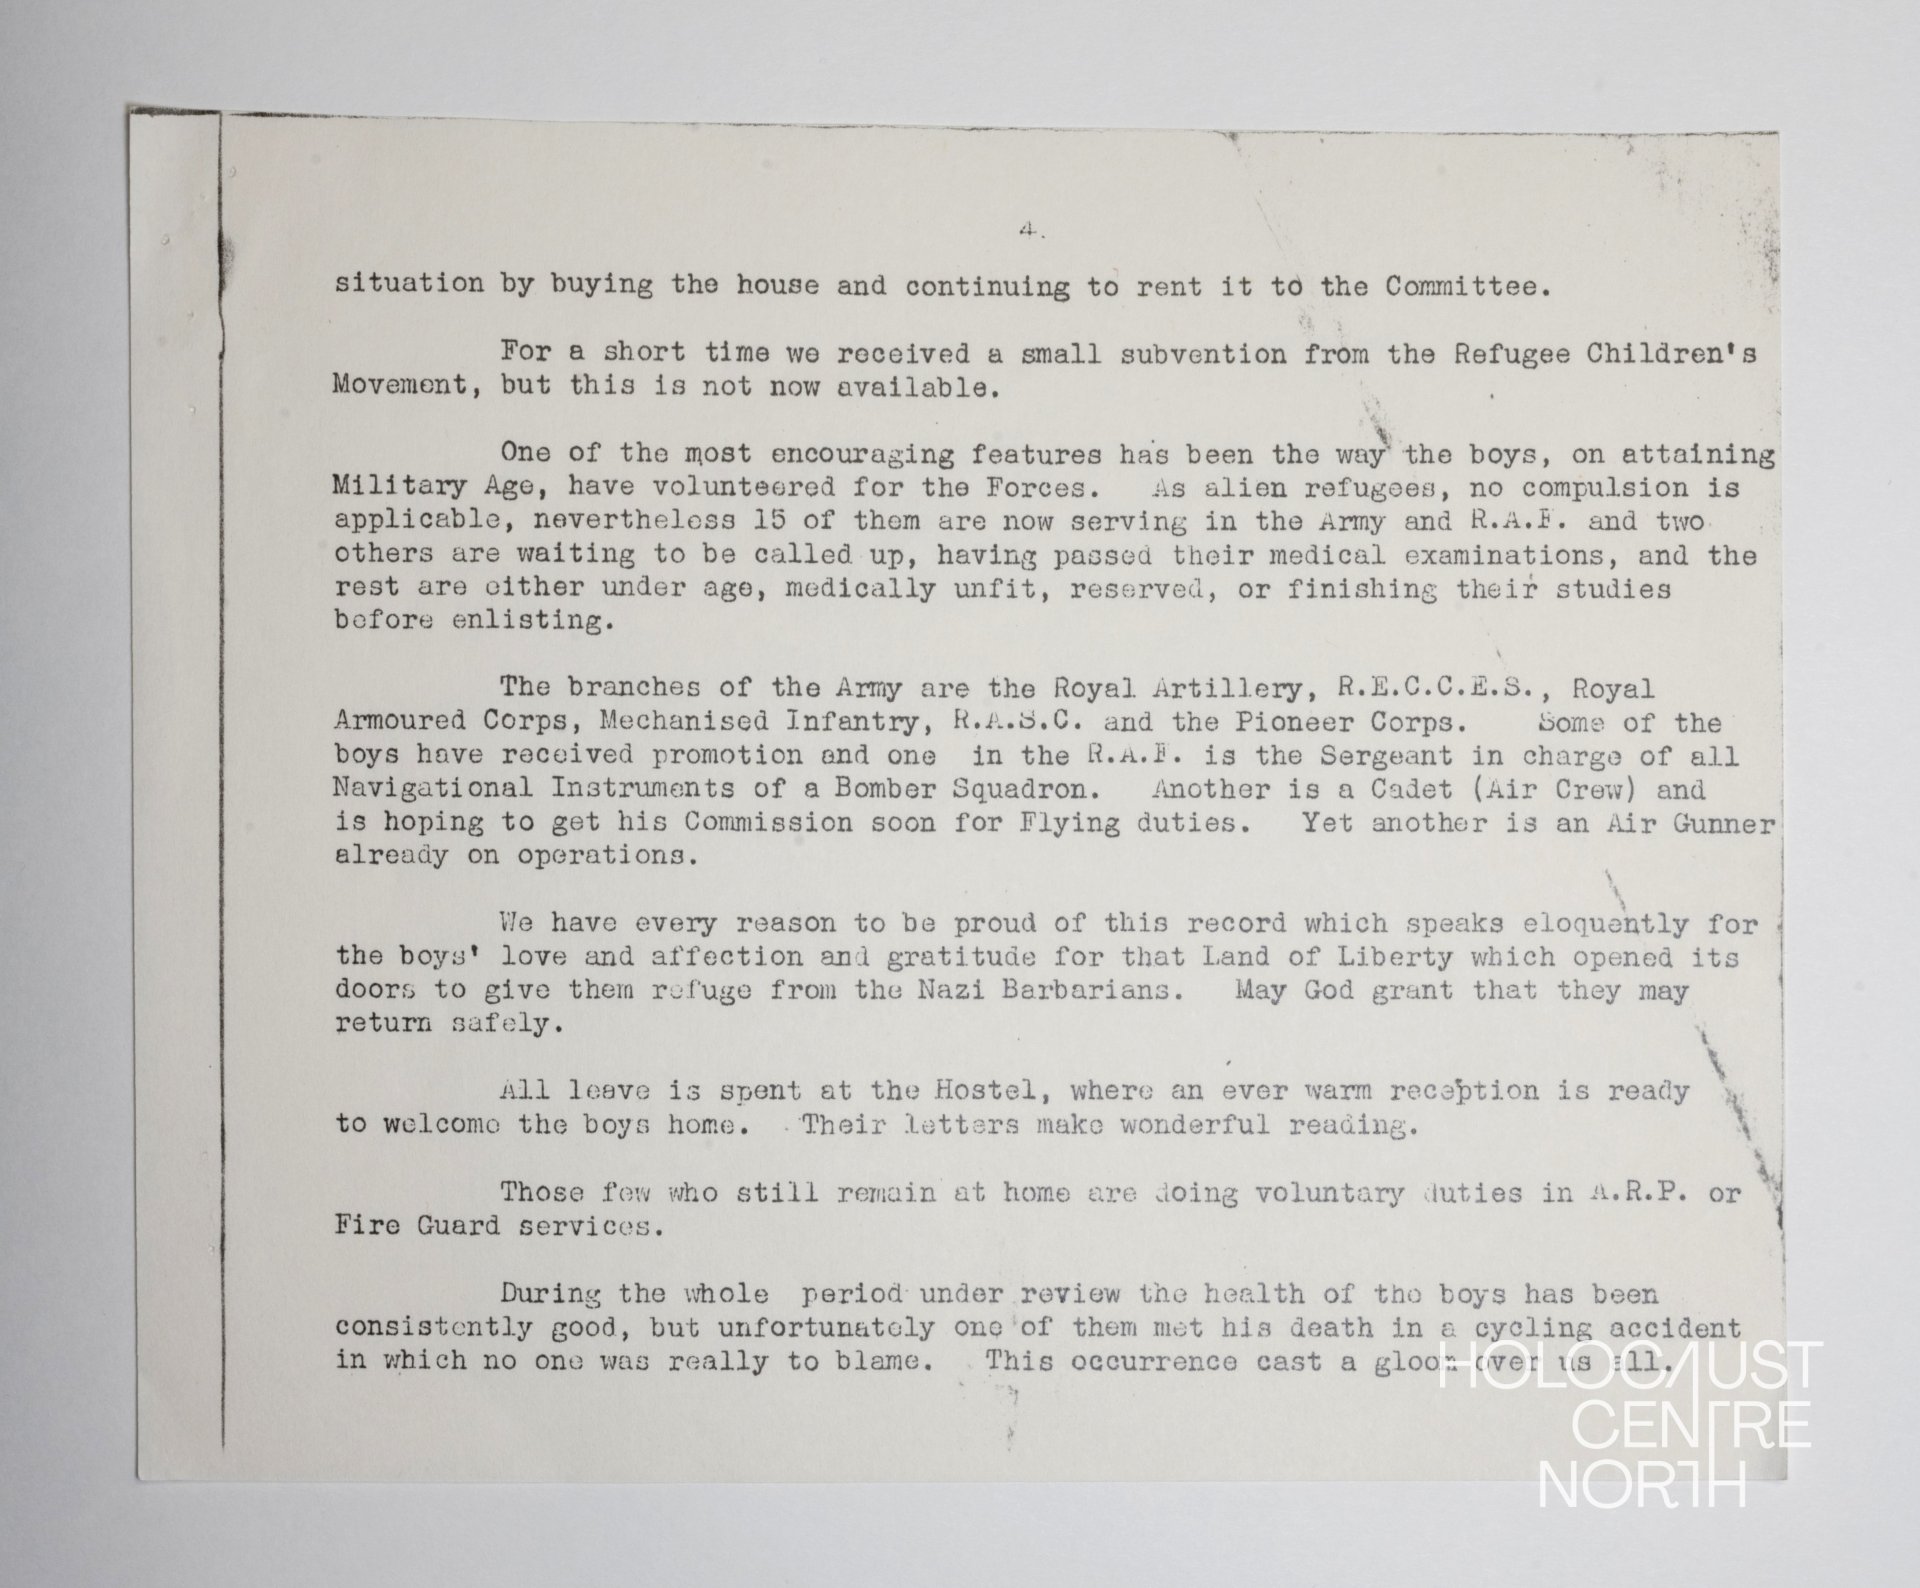 4.
situation by buying the house and continuing to rent it to the Committee.
For a short time we received a small subvention from the Refugee Children's
Movement, but this is not now available.
One of the most encouraging features has been the way the boys, on attaining
Military Age, have volunteered for the Forces. As alien refugees, no compulsion is
applicable, nevertheless 15 of them are now serving in the Army and R.A.F. and two
others are waiting to be called up, having passed their medical examinations, and the
rest are either under age, medically unfit, reserved, or finishing their studies
before enlisting.
The branches of the Army are the Royal Artillery, R.E.C.C.E.S., Royal
Armoured Corps, Mechanised Infantry, R.A.S.C. and the Pioneer Corps. Some of the
boys have received promotion and one in the R.A.F. is the Sergeant in charge of all
Navigational Instruments of a Bomber Squadron. Another is a Cadet (Air Crew) and
is hoping to get his Commission soon for Flying duties. Yet another is an Air Gunner
already on operations.
We have every reason to be proud of this record which speaks eloquently for
the boys' love and affection and gratitude for that Land of Liberty which opened its
doors to give them refuge from the Nazi Barbarians. May God grant that they may
return safely.
All leave is spent at the Hostel, where an ever warm reception is ready
to welcome the boys home. Their letters make wonderful reading.
Those few who still remain at home are doing voluntary duties in A.R.P. or
Fire Guard services.
During the whole period under review the health of the boys has been
consistently good, but unfortunately one of them met his death in a cycling accident
in which no one was really to blame. This occurrence cast a gloom over us all.
HOLOCAUST
CENTRE
NORTH